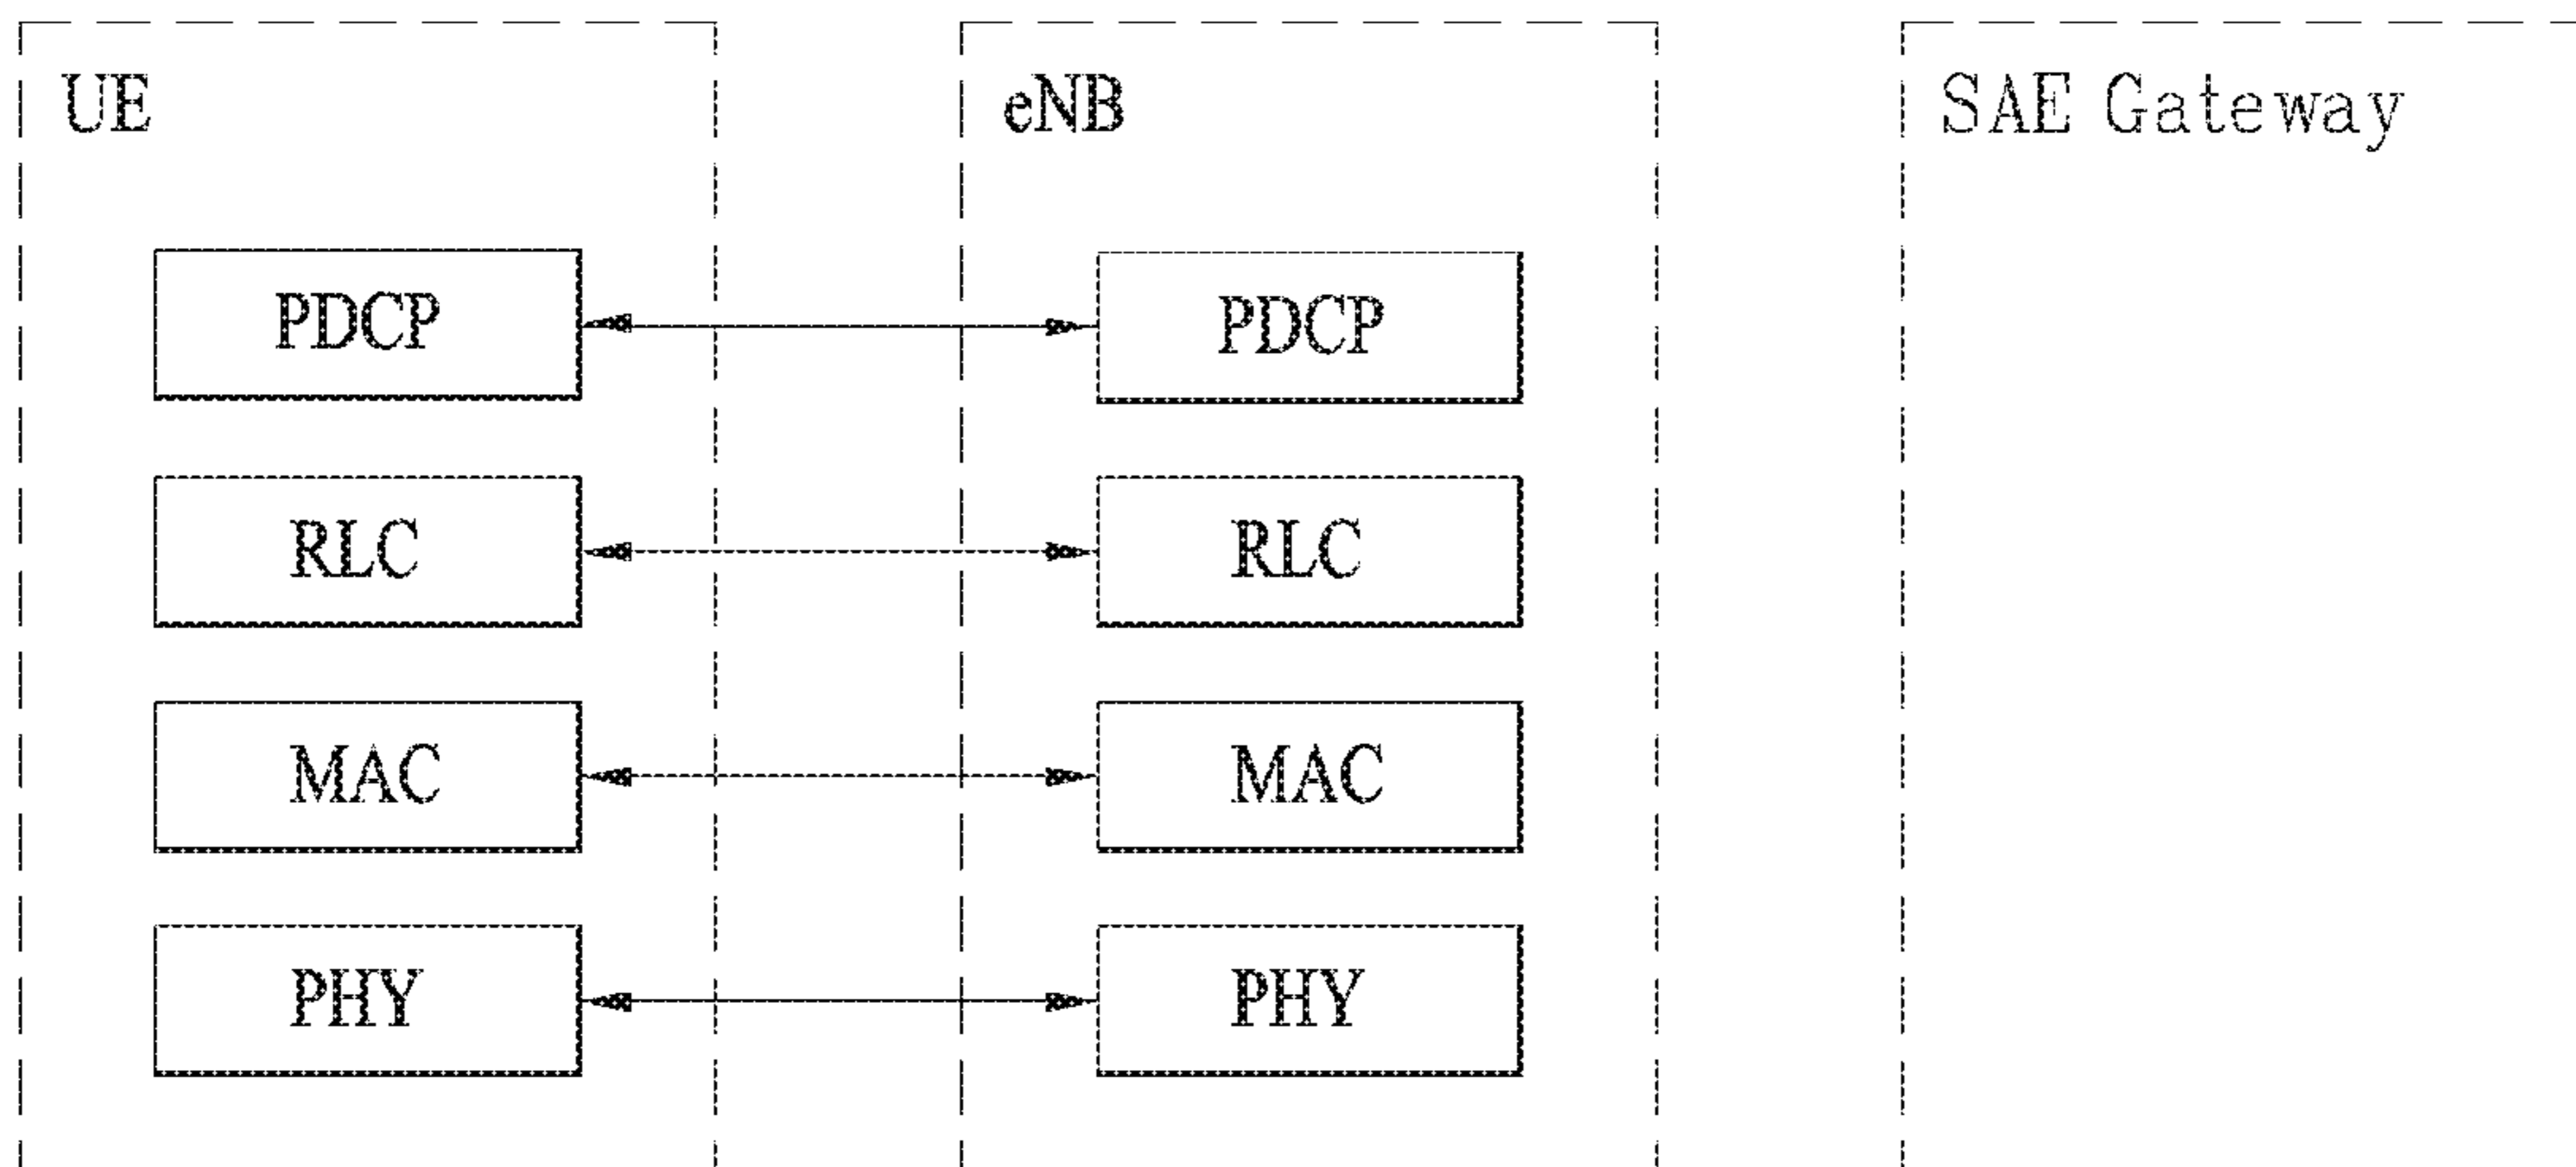 UE
eNB
SAE Gateway
PDCP
PDCP
RLC
RLC
MAC
MAC
PHY
PHY